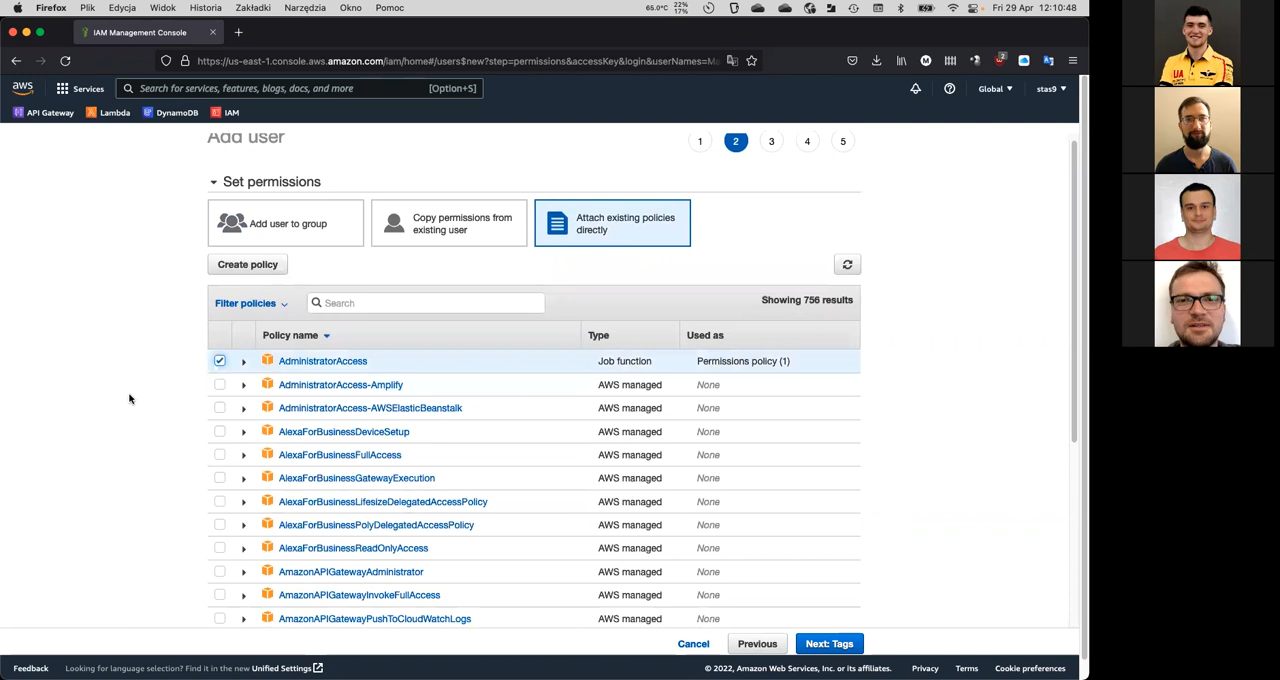 Firefox Plik Edycja Widok Historia Zakładki Narzędzia Okno Pomoc 65.0°C 22% 17% Fri 29 Apr 12:10:48
IAM Management Console
https://us-east-1.console.aws.amazon.com/iam/home#/users$new?step=permissions&accessKey&login&userNames=M
aws Services Search for services, features, blogs, docs, and more [Option+S] Global stas9
API Gateway Lambda DynamoDB IAM
Add user 1 2 3 4 5
Set permissions
Add user to group
Copy permissions from
existing user
Attach existing policies
directly
Create policy
Filter policies Search Showing 756 results
Policy name Type Used as
AdministratorAccess Job function Permissions policy (1)
AdministratorAccess-Amplify AWS managed None
AdministratorAccess-AWSElasticBeanstalk AWS managed None
AlexaForBusinessDeviceSetup AWS managed None
AlexaForBusinessFullAccess AWS managed None
AlexaForBusinessGatewayExecution AWS managed None
AlexaForBusinessLifesizeDelegatedAccessPolicy AWS managed None
AlexaForBusinessPolyDelegatedAccessPolicy AWS managed None
AlexaForBusinessReadOnlyAccess AWS managed None
AmazonAPIGatewayAdministrator AWS managed None
AmazonAPIGatewayInvokeFullAccess AWS managed None
AmazonAPIGatewayPushToCloudWatchLogs AWS managed None
Cancel Previous Next: Tags
Feedback Looking for language selection? Find it in the new Unified Settings © 2022, Amazon Web Services, Inc. or its affiliates. Privacy Terms Cookie preferences